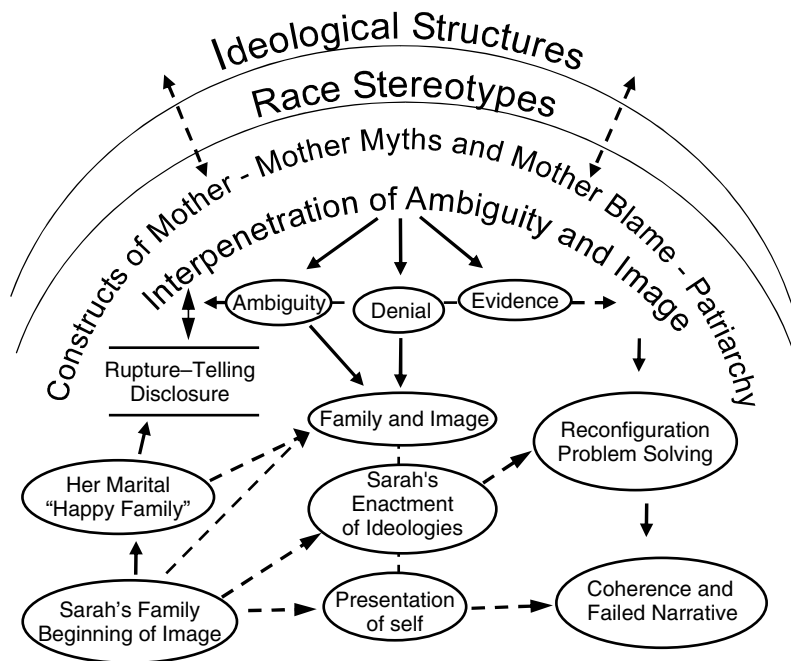 Ideological Structures
Race Stereotypes
Constructs of Mother - Mother Myths and Mother Blame - Patriarchy
Interpenetration of Ambiguity and Image
Ambiguity
Denial
Evidence
Rupture–Telling
Disclosure
Family and Image
Reconfiguration
Problem Solving
Her Marital
“Happy Family”
Sarah's
Enactment
of Ideologies
Sarah’s Family
Beginning of Image
Presentation
of self
Coherence and
Failed Narrative